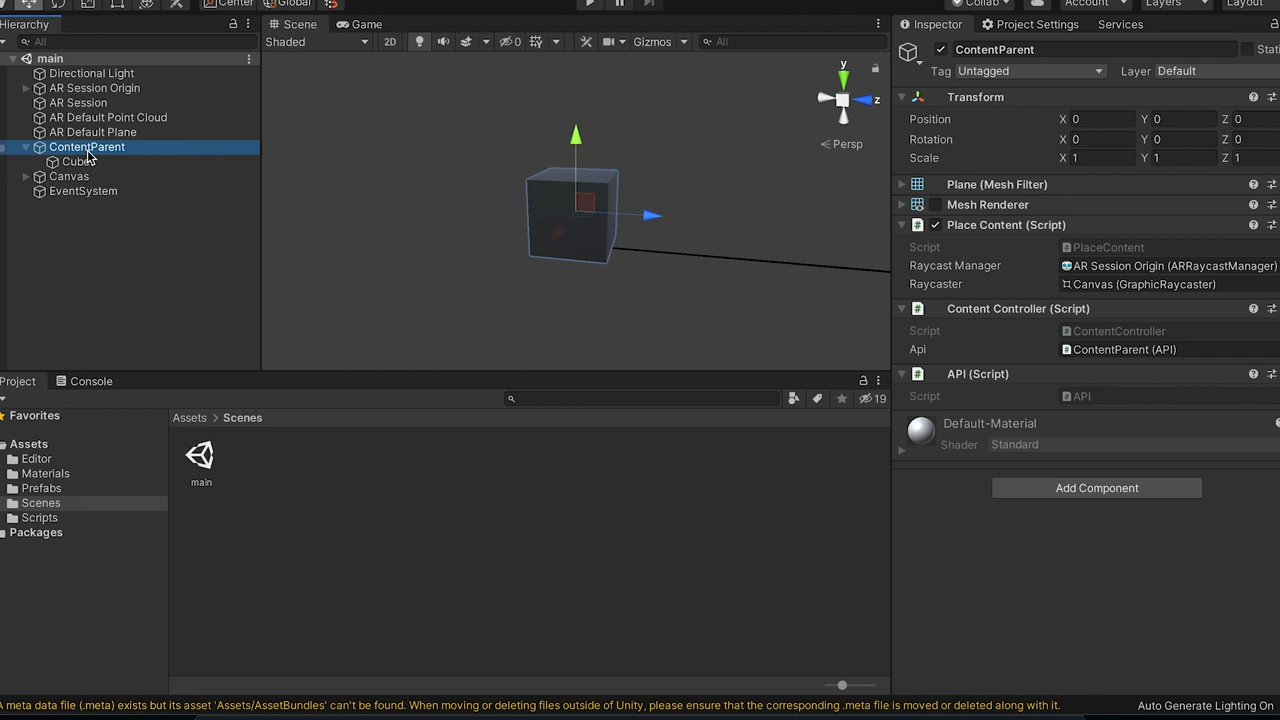 Center
Global
Collab
Account
Layers
Layout
Hierarchy
All
main
Directional Light
AR Session Origin
AR Session
AR Default Point Cloud
AR Default Plane
ContentParent
Cube
Canvas
EventSystem
Scene
Game
Shaded
2D
0
Gizmos
All
y
z
Persp
Project
Console
19
Favorites
Assets
Editor
Materials
Prefabs
Scenes
Scripts
Packages
Assets > Scenes
main
Inspector
Project Settings
Services
ContentParent
Stati
Tag Untagged
Layer Default
Transform
Position X 0 Y 0 Z 0
Rotation X 0 Y 0 Z 0
Scale X 1 Y 1 Z 1
Plane (Mesh Filter)
Mesh Renderer
Place Content (Script)
Script PlaceContent
Raycast Manager AR Session Origin (ARRaycastManager)
Raycaster Canvas (GraphicRaycaster)
Content Controller (Script)
Script ContentController
Api ContentParent (API)
API (Script)
Script API
Default-Material
Shader Standard
Add Component
A meta data file (.meta) exists but its asset 'Assets/AssetBundles' can't be found. When moving or deleting files outside of Unity, please ensure that the corresponding .meta file is moved or deleted along with it.
Auto Generate Lighting On